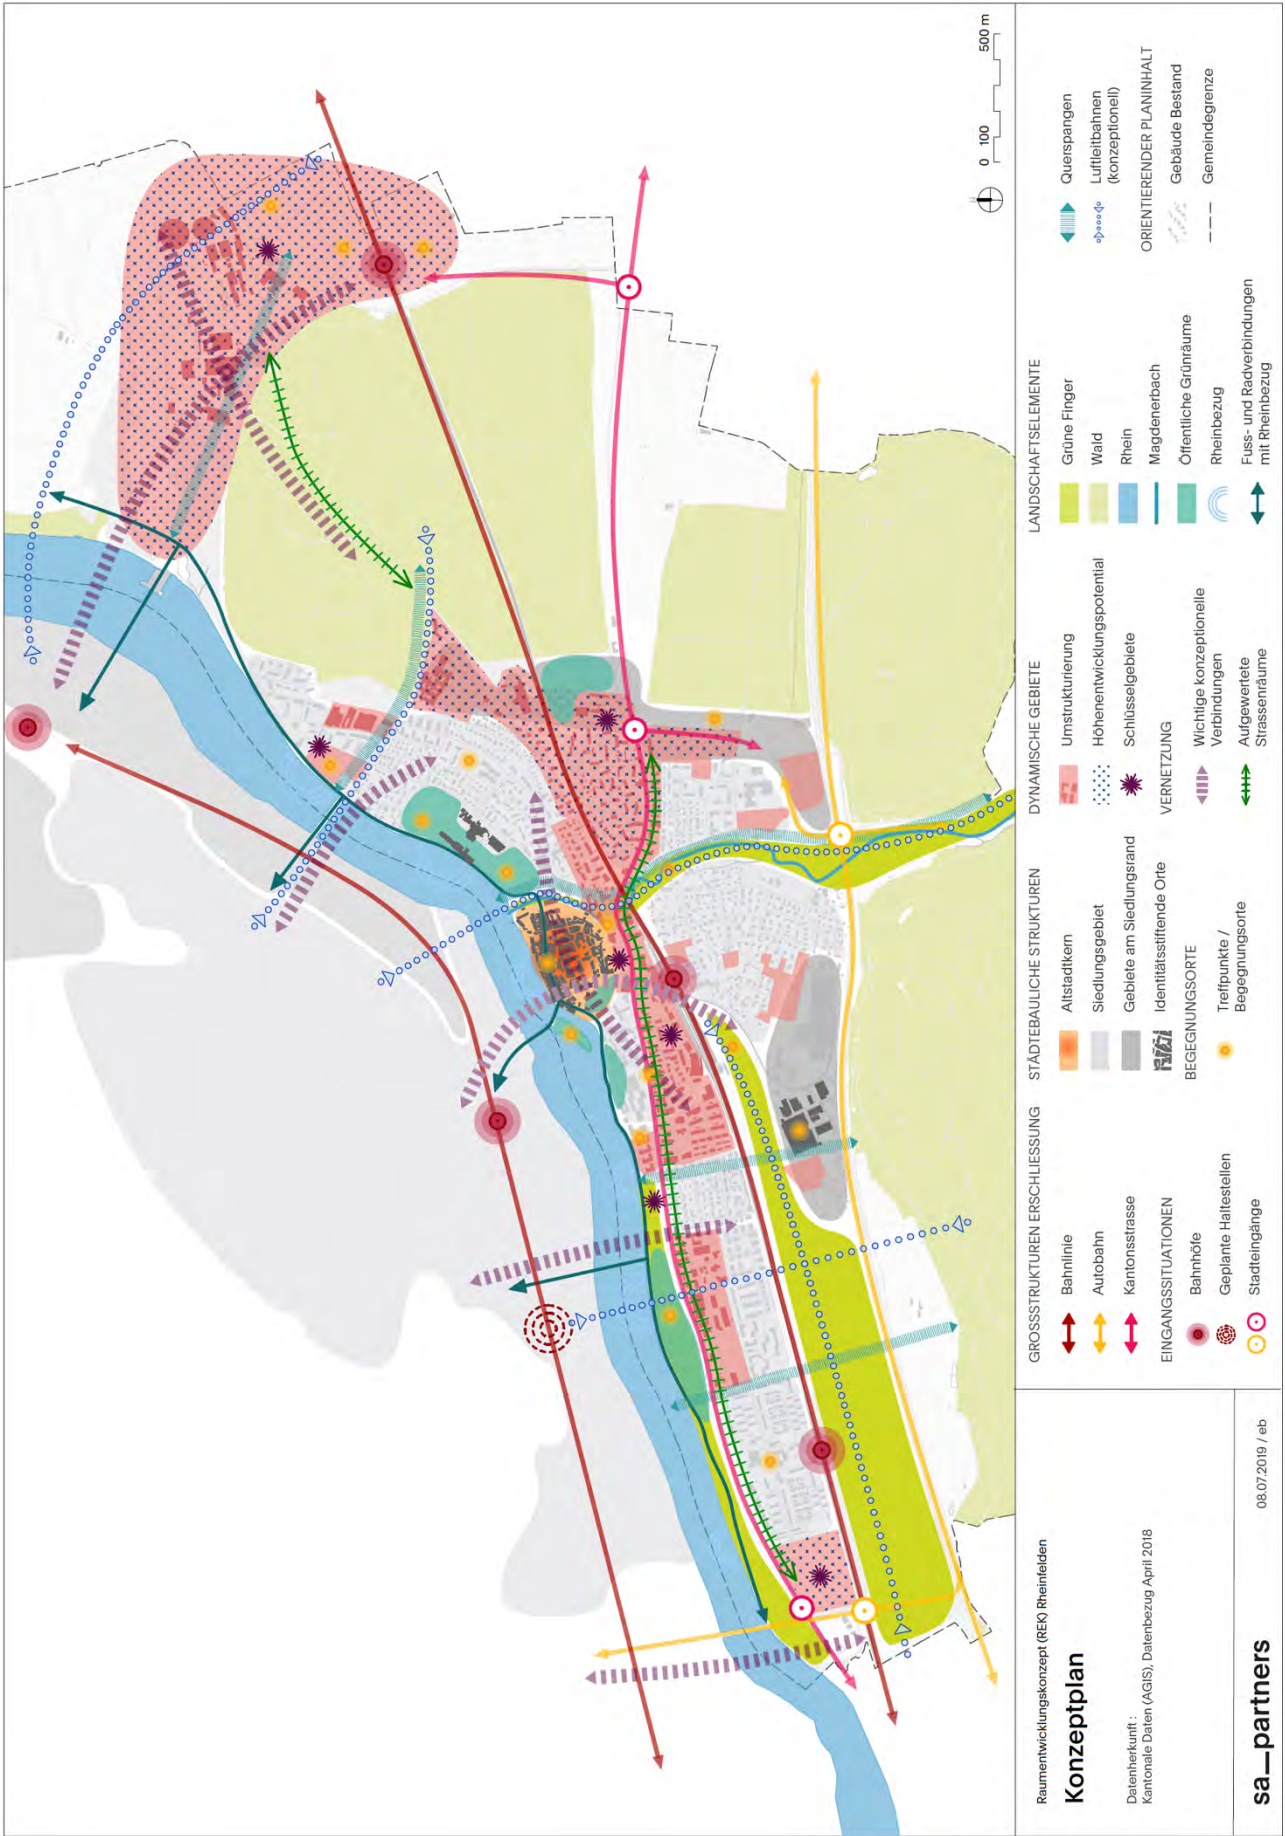 Raumentwicklungskonzept (REK) Rheinfelden
Konzeptplan
Datenherkunft :
Kantonale Daten (AGIS), Datenbezug April 2018
sa_partners
08.07.2019 / eb
GROSSSTRUKTUREN ERSCHLIESSUNG
Bahnlinie
Autobahn
Kantonsstrasse
EINGANGSSITUATIONEN
Bahnhöfe
Geplante Haltestellen
Stadteingänge
STÄDTEBAULICHE STRUKTUREN
Altstadtkern
Siedlungsgebiet
Gebiete am Siedlungsrand
Identitätsstiftende Orte
BEGEGNUNGSORTE
Treffpunkte /
Begegnungsorte
DYNAMISCHE GEBIETE
Umstrukturierung
Höhenentwicklungspotential
Schlüsselgebiete
VERNETZUNG
Wichtige konzeptionelle
Verbindungen
Aufgewertete
Strassenräume
LANDSCHAFTSELEMENTE
Grüne Finger
Wald
Rhein
Magdenerbach
Öffentliche Grünräume
Rheinbezug
Fuss- und Radverbindungen
mit Rheinbezug
Querspangen
Luftleitbahnen
(konzeptionell)
ORIENTIERENDER PLANINHALT
Gebäude Bestand
Gemeindegrenze
0 100 500 m